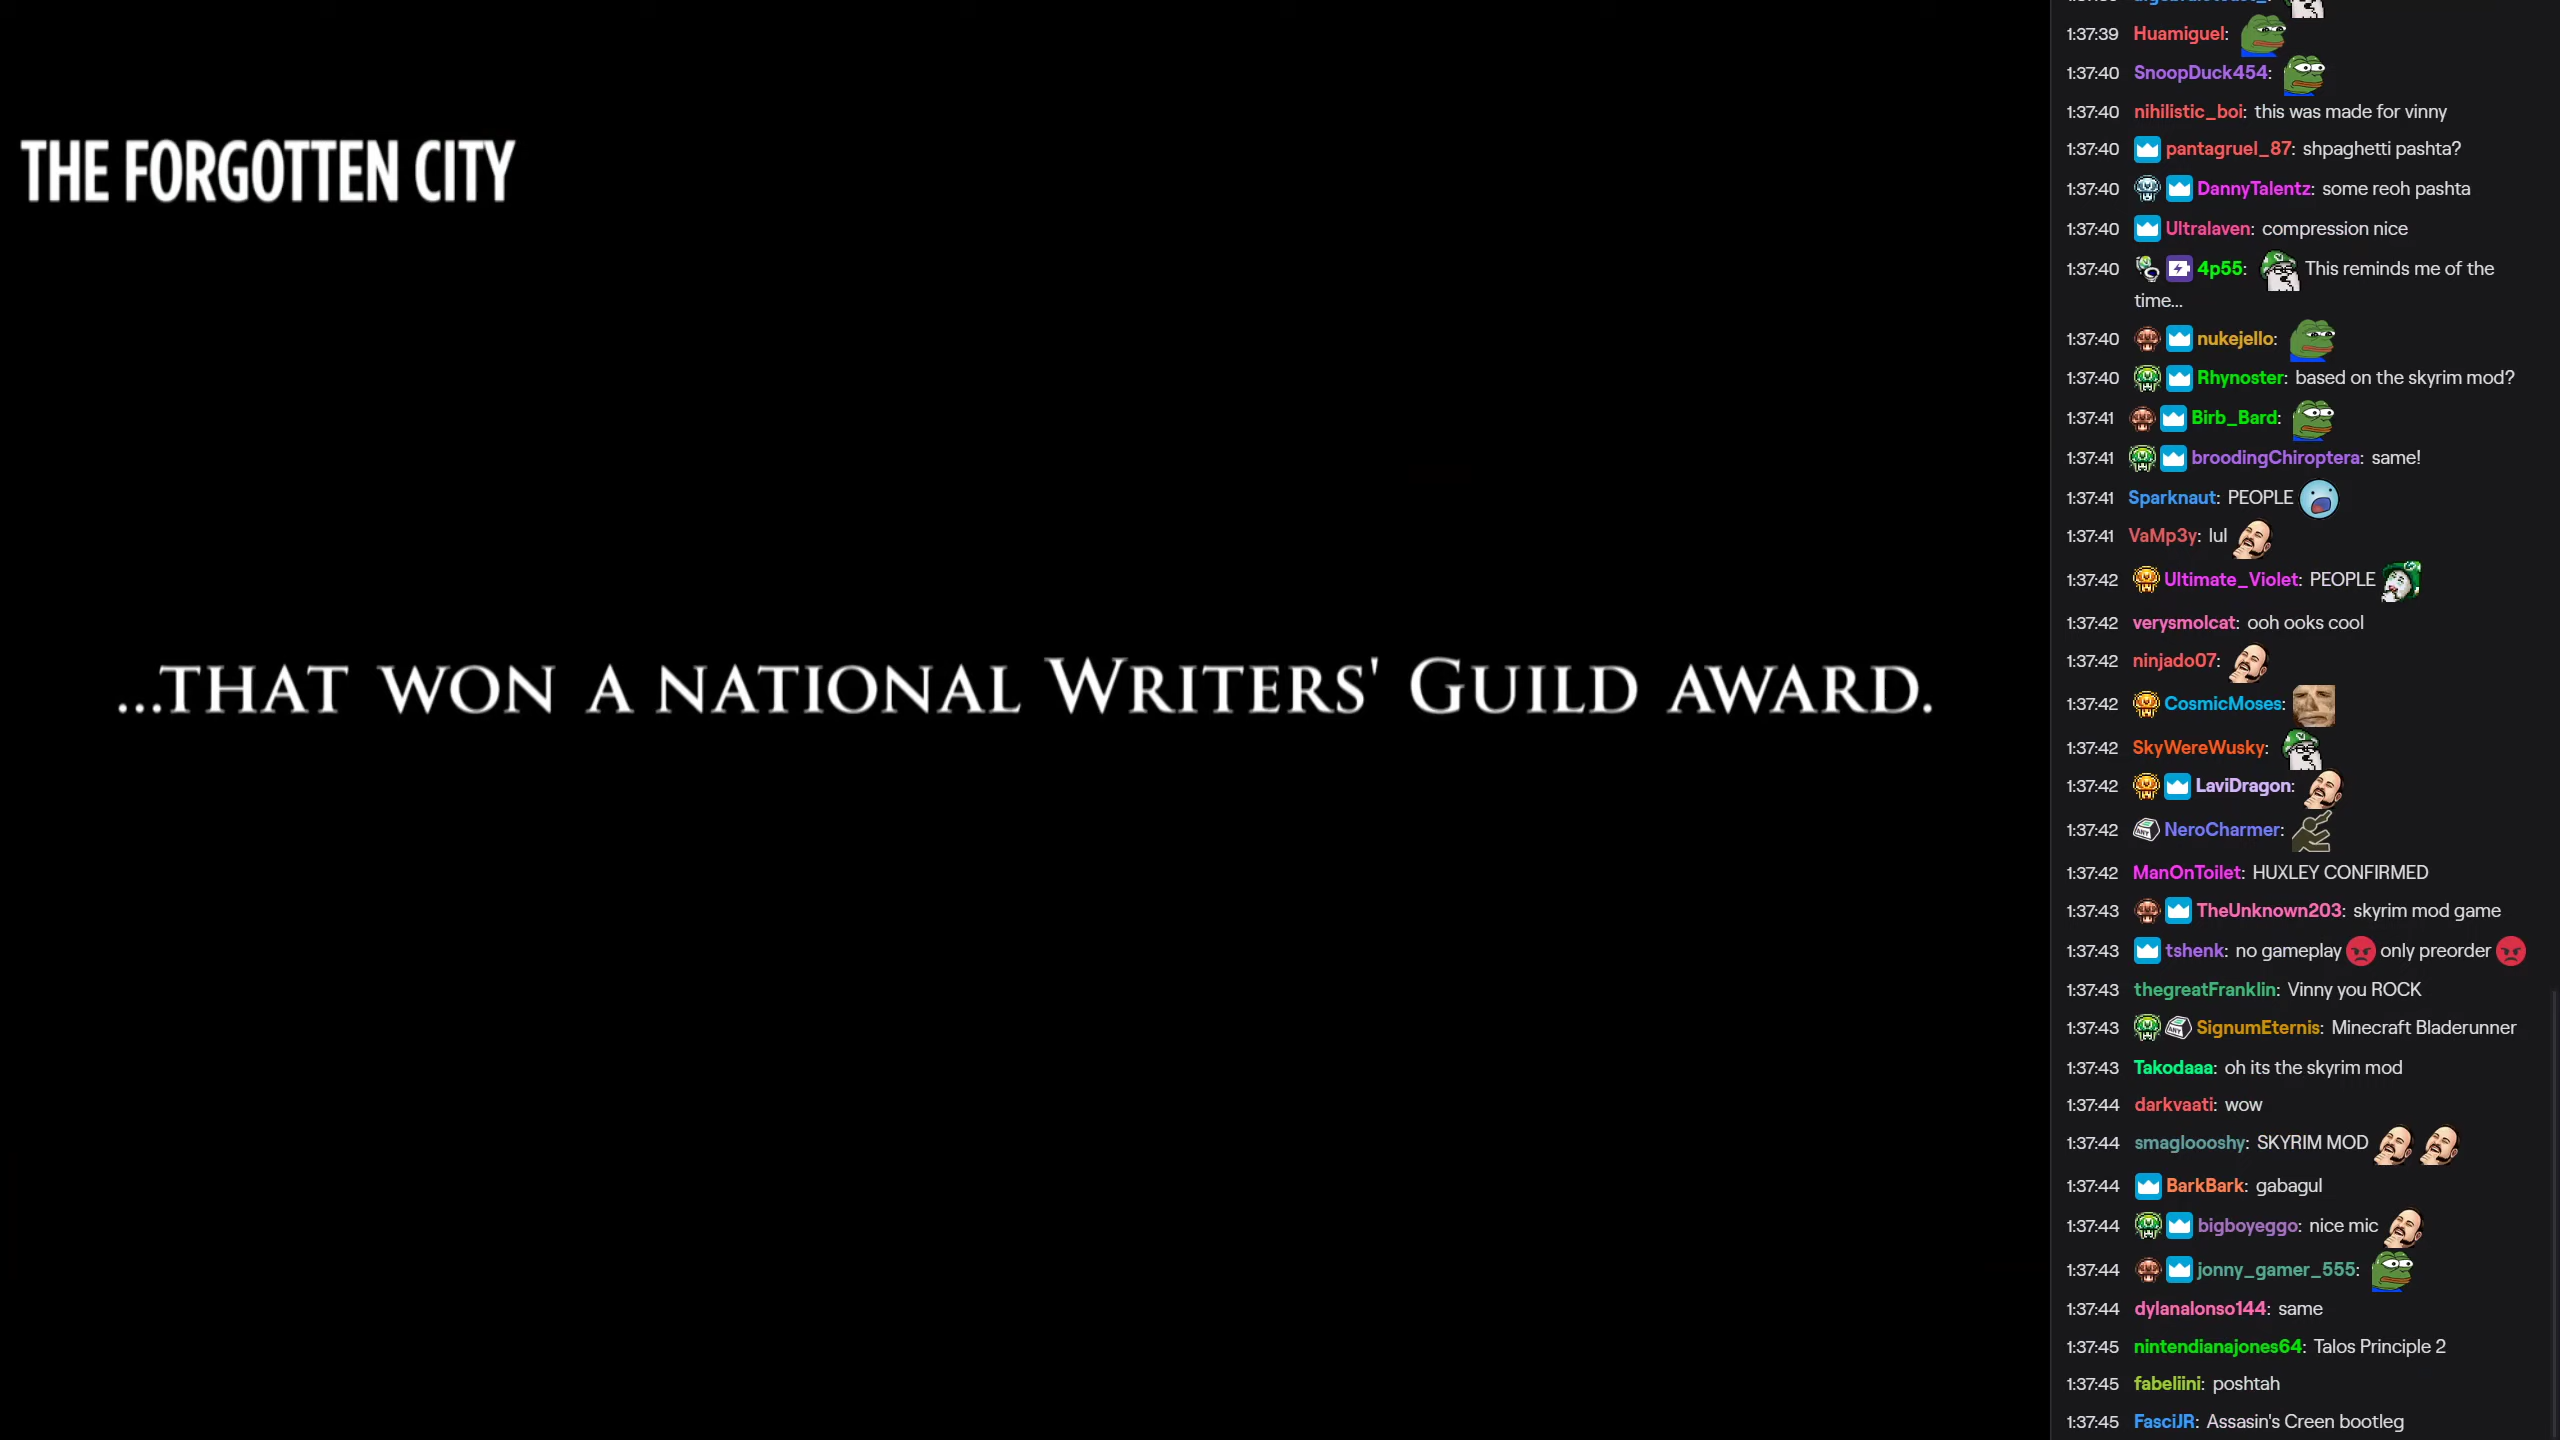 THE FORGOTTEN CITY
...THAT WON A NATIONAL WRITERS' GUILD AWARD.
1:37:39 Huamiguel:
1:37:40 SnoopDuck454:
1:37:40 nihilistic_boi: this was made for vinny
1:37:40 pantagruel_87: shpaghetti pashta?
1:37:40 DannyTalentz: some reoh pashta
1:37:40 Ultralaven: compression nice
1:37:40 4p55: This reminds me of the
time...
1:37:40 nukejello:
1:37:40 Rhynoster: based on the skyrim mod?
1:37:41 Birb_Bard:
1:37:41 broodingChiroptera: same!
1:37:41 Sparknaut: PEOPLE
1:37:41 VaMp3y: lul
1:37:42 Ultimate_Violet: PEOPLE
1:37:42 verysmolcat: ooh ooks cool
1:37:42 ninjado07:
1:37:42 CosmicMoses:
1:37:42 SkyWereWusky:
1:37:42 LaviDragon:
1:37:42 NeroCharmer:
1:37:42 ManOnToilet: HUXLEY CONFIRMED
1:37:43 TheUnknown203: skyrim mod game
1:37:43 tshenk: no gameplay only preorder
1:37:43 thegreatFranklin: Vinny you ROCK
1:37:43 SignumEternis: Minecraft Bladerunner
1:37:43 Takodaaa: oh its the skyrim mod
1:37:44 darkvaati: wow
1:37:44 smagloooshy: SKYRIM MOD
1:37:44 BarkBark: gabagul
1:37:44 bigboyeggo: nice mic
1:37:44 jonny_gamer_555:
1:37:44 dylanalonso144: same
1:37:45 nintendianajones64: Talos Principle 2
1:37:45 fabeliini: poshtah
1:37:45 FasciJR: Assasin's Creen bootleg